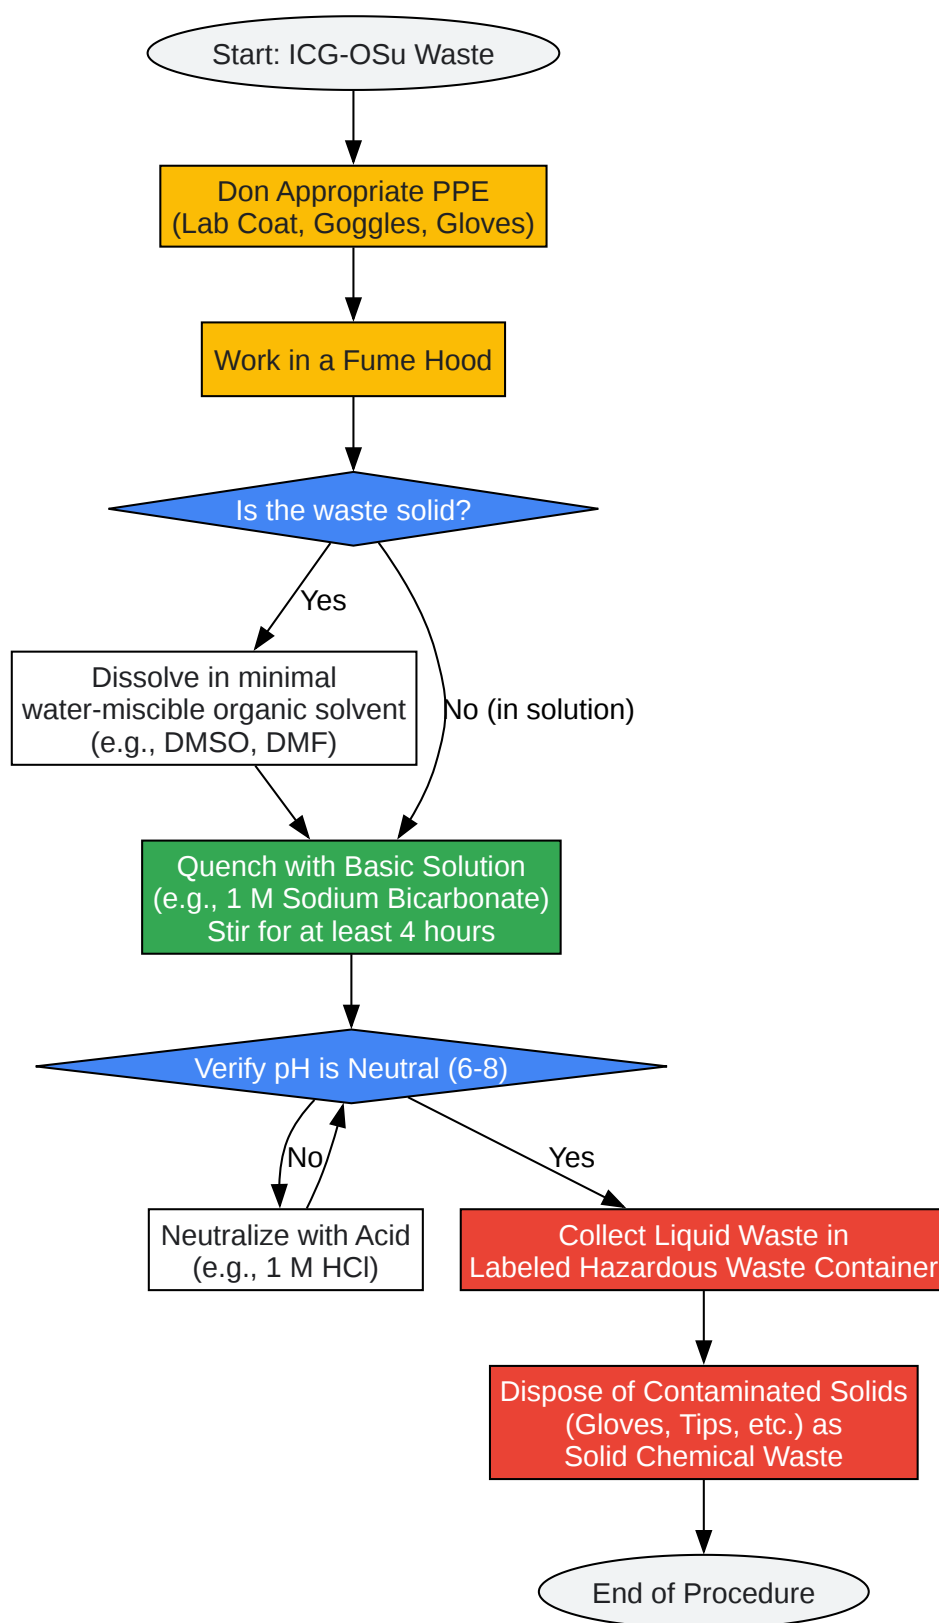 Start: ICG-OSu Waste
Don Appropriate PPE
(Lab Coat, Goggles, Gloves)
Work in a Fume Hood
Is the waste solid?
Yes
Dissolve in minimal
water-miscible organic solvent
(e.g., DMSO, DMF)
No (in solution)
Quench with Basic Solution
(e.g., 1 M Sodium Bicarbonate)
Stir for at least 4 hours
Verify pH is Neutral (6-8)
No
Yes
Neutralize with Acid
(e.g., 1 M HCl)
Collect Liquid Waste in
Labeled Hazardous Waste Container
Dispose of Contaminated Solids
(Gloves, Tips, etc.) as
Solid Chemical Waste
End of Procedure